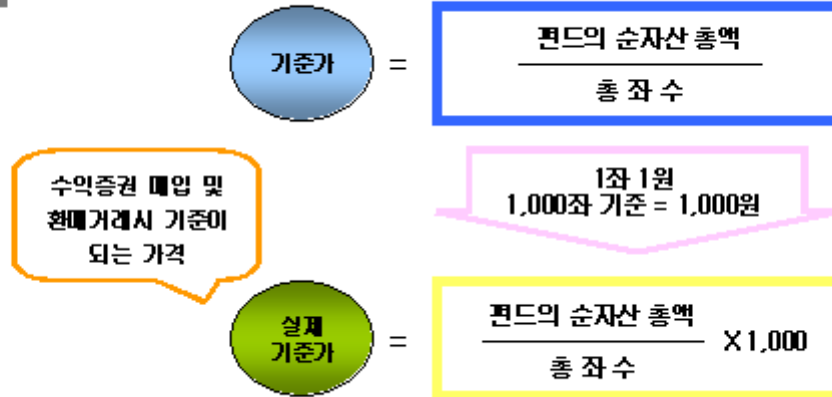 기준가 =
펀드의 순자산 총액
총 좌 수
1좌 1원
1,000좌 기준 = 1,000원
수익증권 매입 및
환매거래시 기준이
되는 가격
실제
기준가
=
펀드의 순자산 총액
총 좌 수
X 1,000